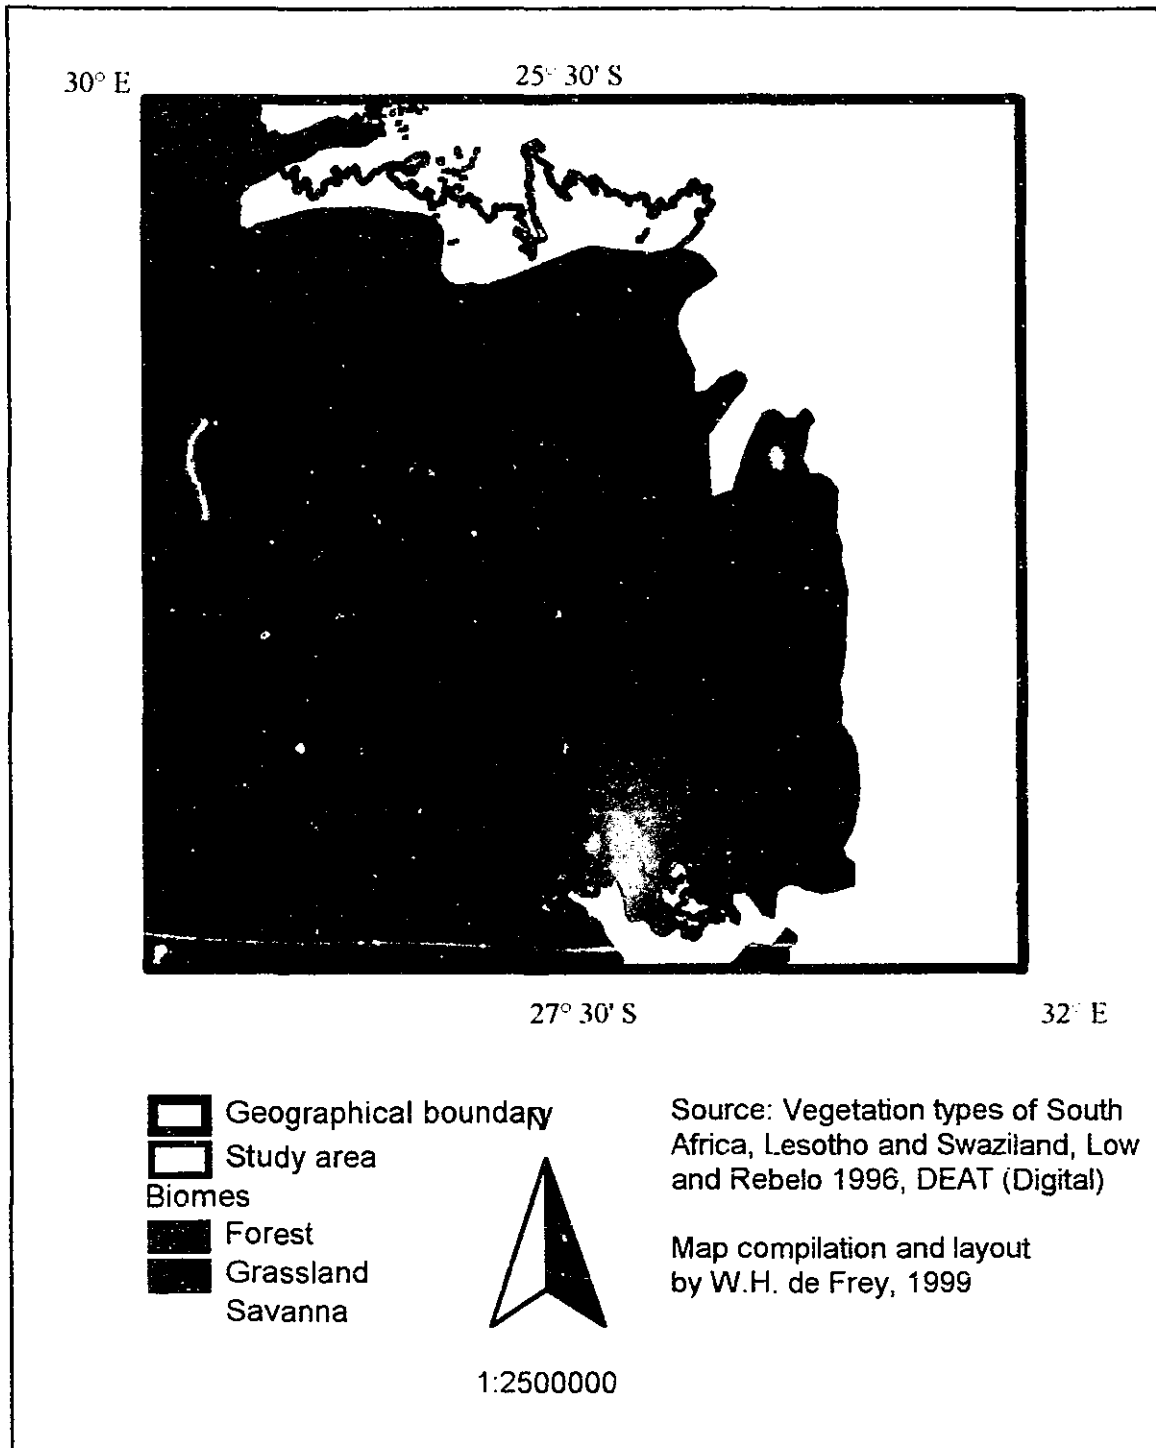 30° E
25° 30' S
27° 30' S
32° E
Geographical boundary
N
Study area
Biomes
Forest
Grassland
Savanna
1:2500000
Source: Vegetation types of South
Africa, Lesotho and Swaziland, Low
and Rebelo 1996, DEAT (Digital)
Map compilation and layout
by W.H. de Frey, 1999